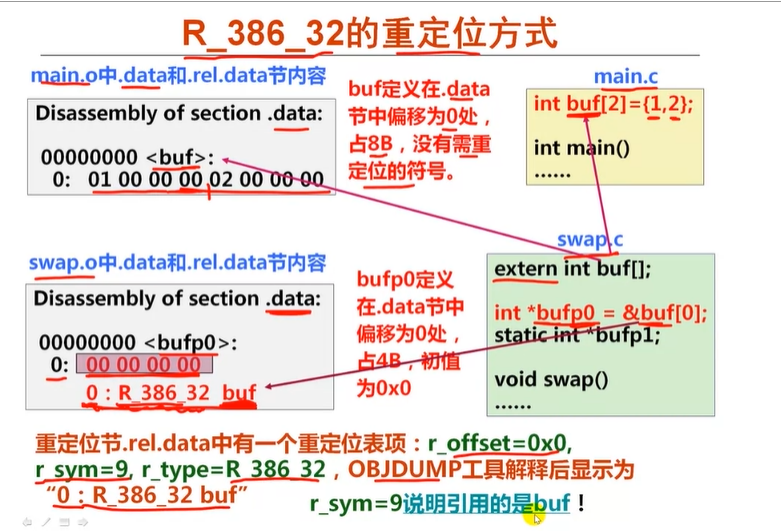 R_386_32的重定位方式
main.o中.data和.rel.data节内容
Disassembly of section .data:
00000000 <buf>:
0: 01 00 00 00 02 00 00 00
buf定义在.data
节中偏移为0处，
占8B，没有需重
定位的符号。
main.c
int buf[2]={1,2};
int main()
......
swap.o中.data和.rel.data节内容
Disassembly of section .data:
00000000 <bufp0>:
0: 00 00 00 00
0：R_386_32 buf
bufp0定义
在.data节中
偏移为0处，
占4B，初值
为0x0
swap.c
extern int buf[];
int *bufp0 = &buf[0];
static int *bufp1;
void swap()
......
重定位节.rel.data中有一个重定位表项：r_offset=0x0,
r_sym=9, r_type=R_386_32，OBJDUMP工具解释后显示为
“0：R_386_32 buf”
r_sym=9说明引用的是buf！